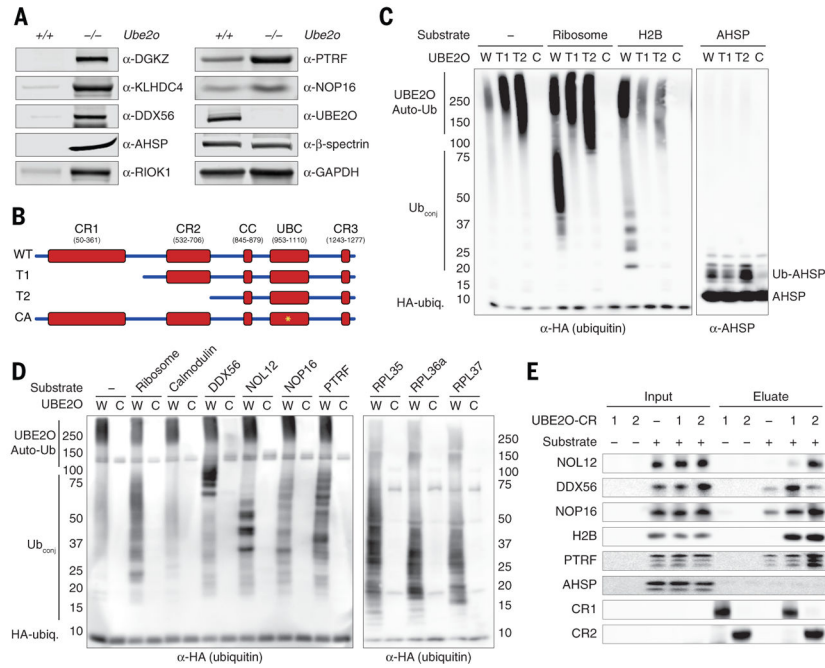 A
+/+ −/− Ube2o +/+ −/− Ube2o
α-DGKZ α-PTRF
α-KLHDC4 α-NOP16
α-DDX56 α-UBE2O
α-AHSP α-β-spectrin
α-RIOK1 α-GAPDH
B
CR1 CR2 CC UBC CR3
(50-361) (532-706) (845-879) (953-1110) (1243-1277)
WT
T1
T2
CA
C
Substrate – Ribosome H2B AHSP
UBE2O W T1 T2 C W T1 T2 C W T1 T2 C W T1 T2 C
UBE2O
Auto-Ub
250
150
100
75
Ubconj
50
37
25
20
15
HA-ubiq. 10
Ub-AHSP
AHSP
α-HA (ubiquitin) α-AHSP
D
Substrate – Ribosome Calmodulin DDX56 NOL12 NOP16 PTRF RPL35 RPL36a RPL37
UBE2O W C W C W C W C W C W C W C W C W C W C
UBE2O
Auto-Ub
250 250
150 150
100 100
75 75
Ubconj
50 50
37 37
25 25
20 20
15 15
HA-ubiq. 10 10
α-HA (ubiquitin) α-HA (ubiquitin)
E
Input Eluate
UBE2O-CR 1 2 – 1 2 1 2 – 1 2
Substrate – – + + + – – + + +
NOL12
DDX56
NOP16
H2B
PTRF
AHSP
CR1
CR2